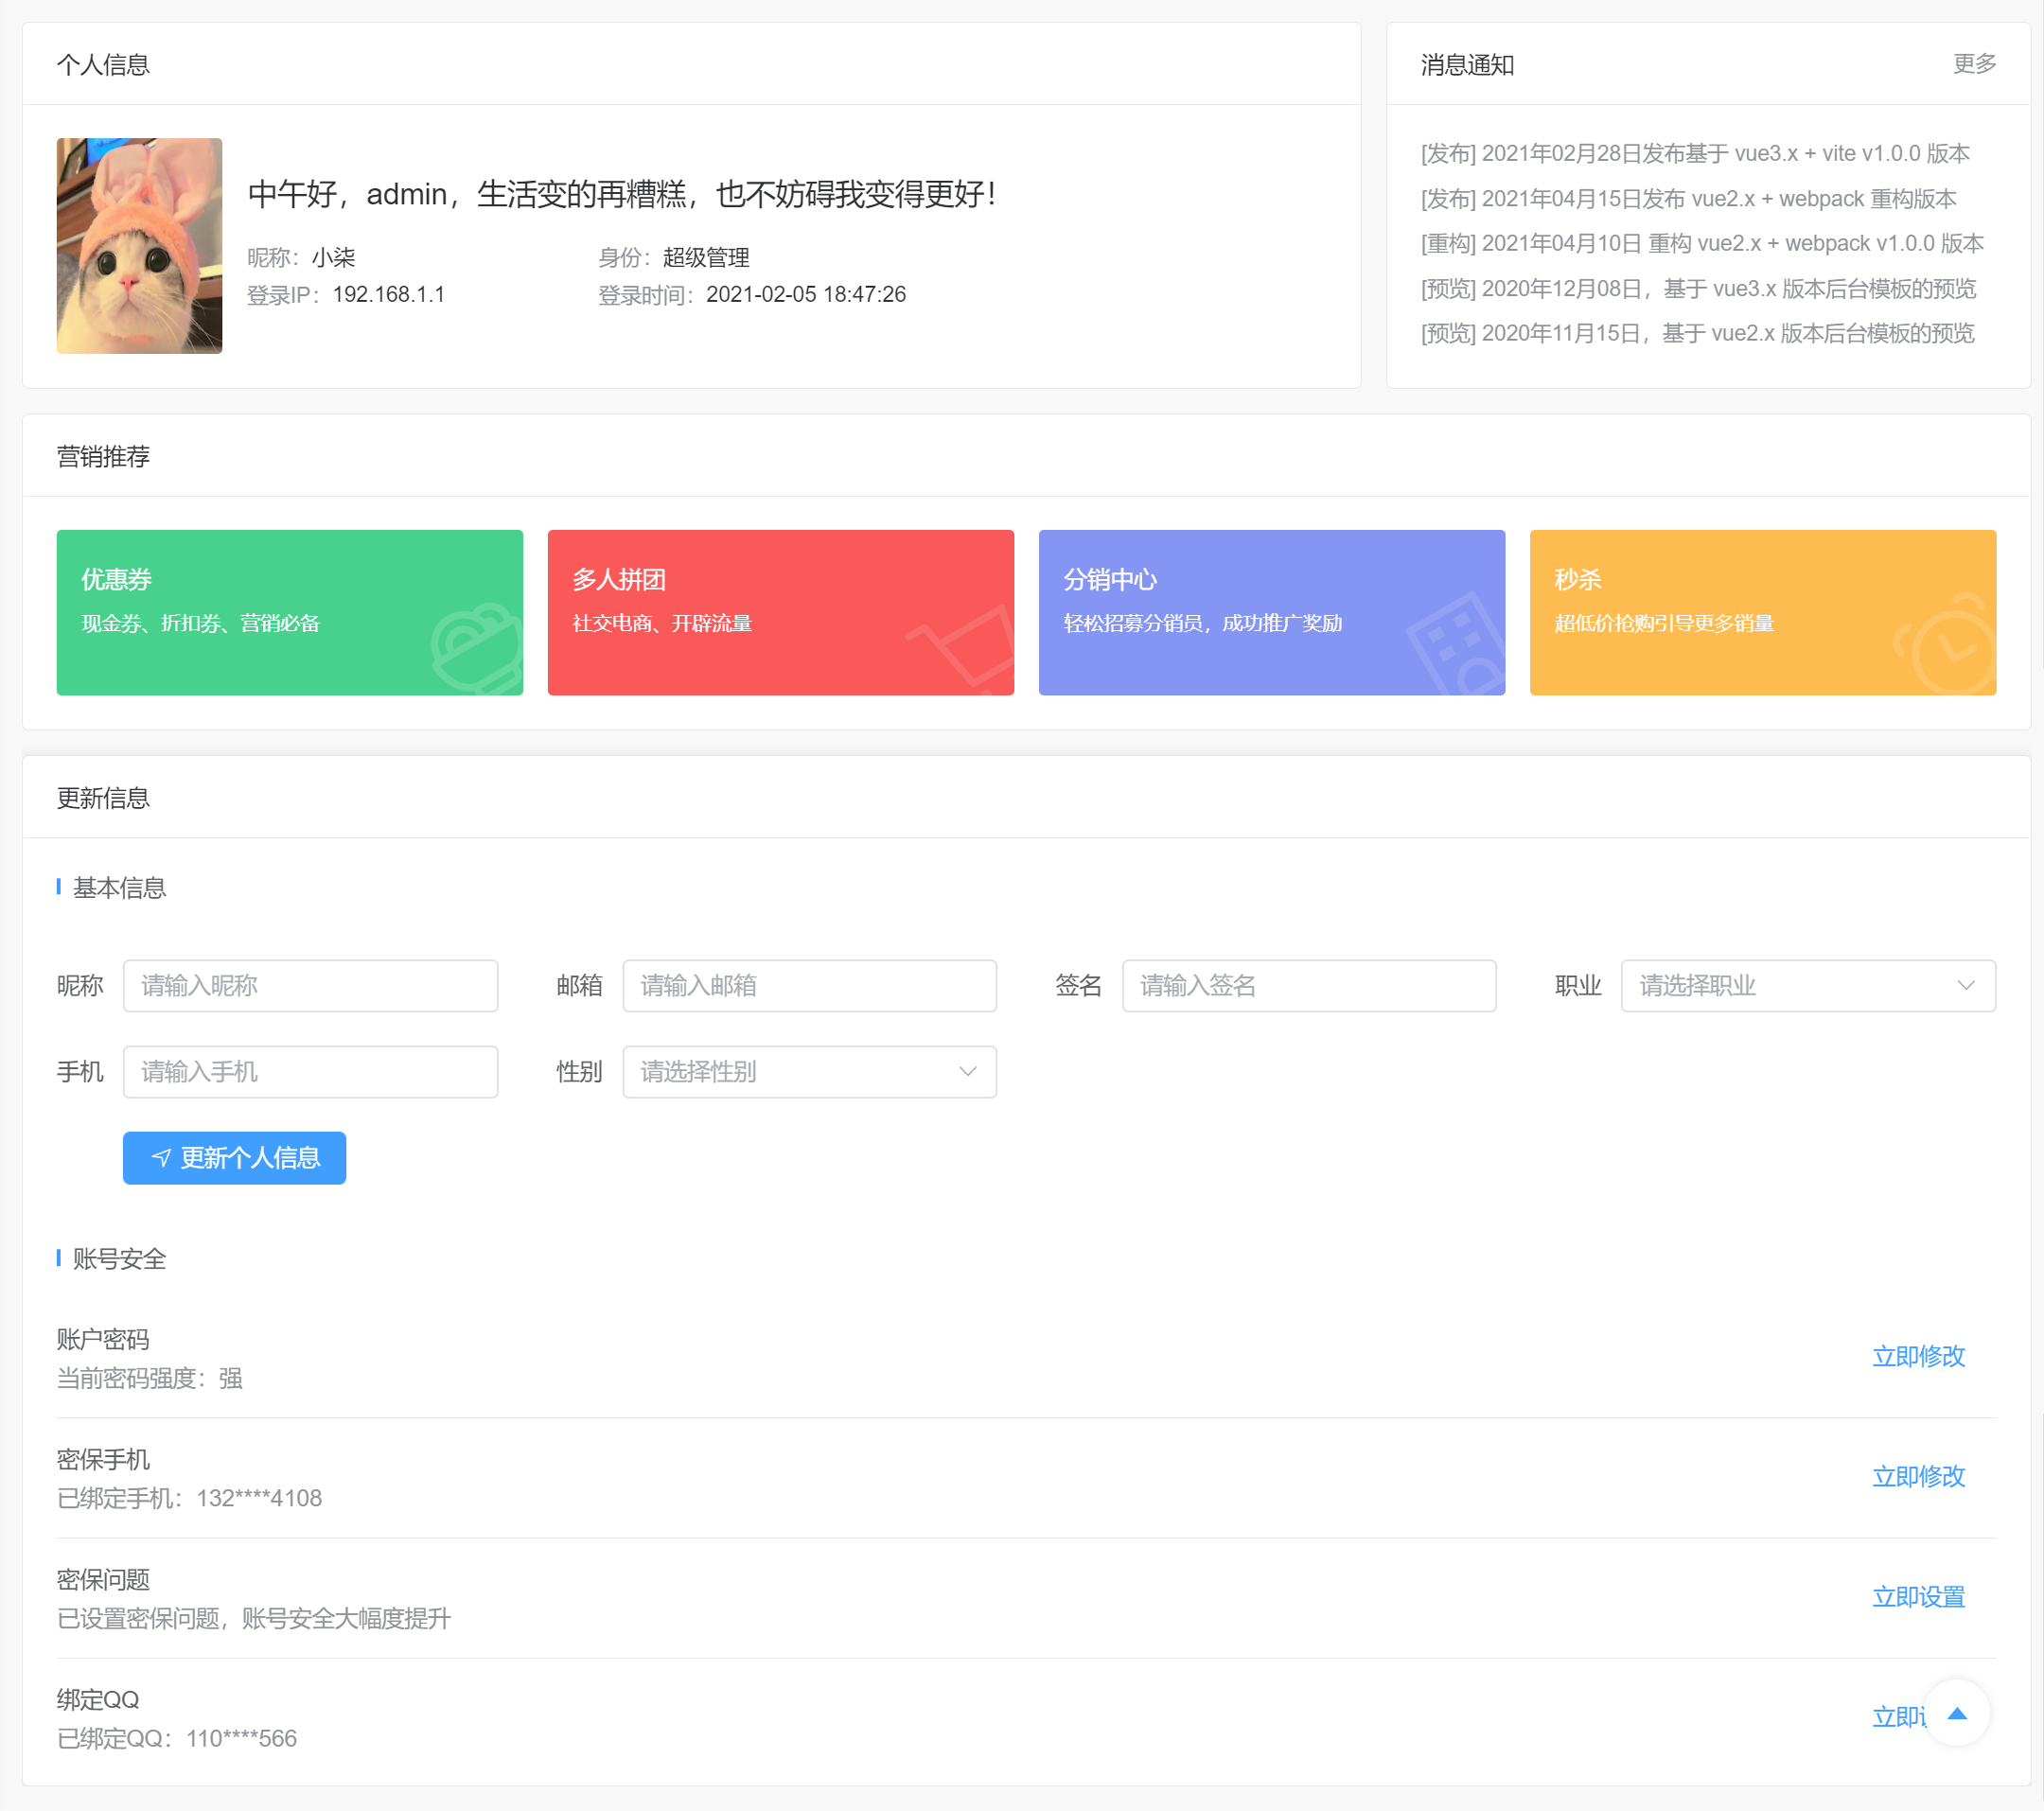 个人信息
中午好，admin，生活变的再糟糕，也不妨碍我变得更好！
昵称：小柒 身份：超级管理
登录IP：192.168.1.1 登录时间：2021-02-05 18:47:26
消息通知 更多
[发布] 2021年02月28日发布基于 vue3.x + vite v1.0.0 版本
[发布] 2021年04月15日发布 vue2.x + webpack 重构版本
[重构] 2021年04月10日 重构 vue2.x + webpack v1.0.0 版本
[预览] 2020年12月08日，基于 vue3.x 版本后台模板的预览
[预览] 2020年11月15日，基于 vue2.x 版本后台模板的预览
营销推荐
优惠券
现金券、折扣券、营销必备
多人拼团
社交电商、开辟流量
分销中心
轻松招募分销员，成功推广奖励
秒杀
超低价抢购引导更多销量
更新信息
基本信息
昵称 请输入昵称 邮箱 请输入邮箱 签名 请输入签名 职业 请选择职业
手机 请输入手机 性别 请选择性别
更新个人信息
账号安全
账户密码
当前密码强度：强
立即修改
密保手机
已绑定手机：132****4108
立即修改
密保问题
已设置密保问题，账号安全大幅度提升
立即设置
绑定QQ
已绑定QQ：110****566
立即